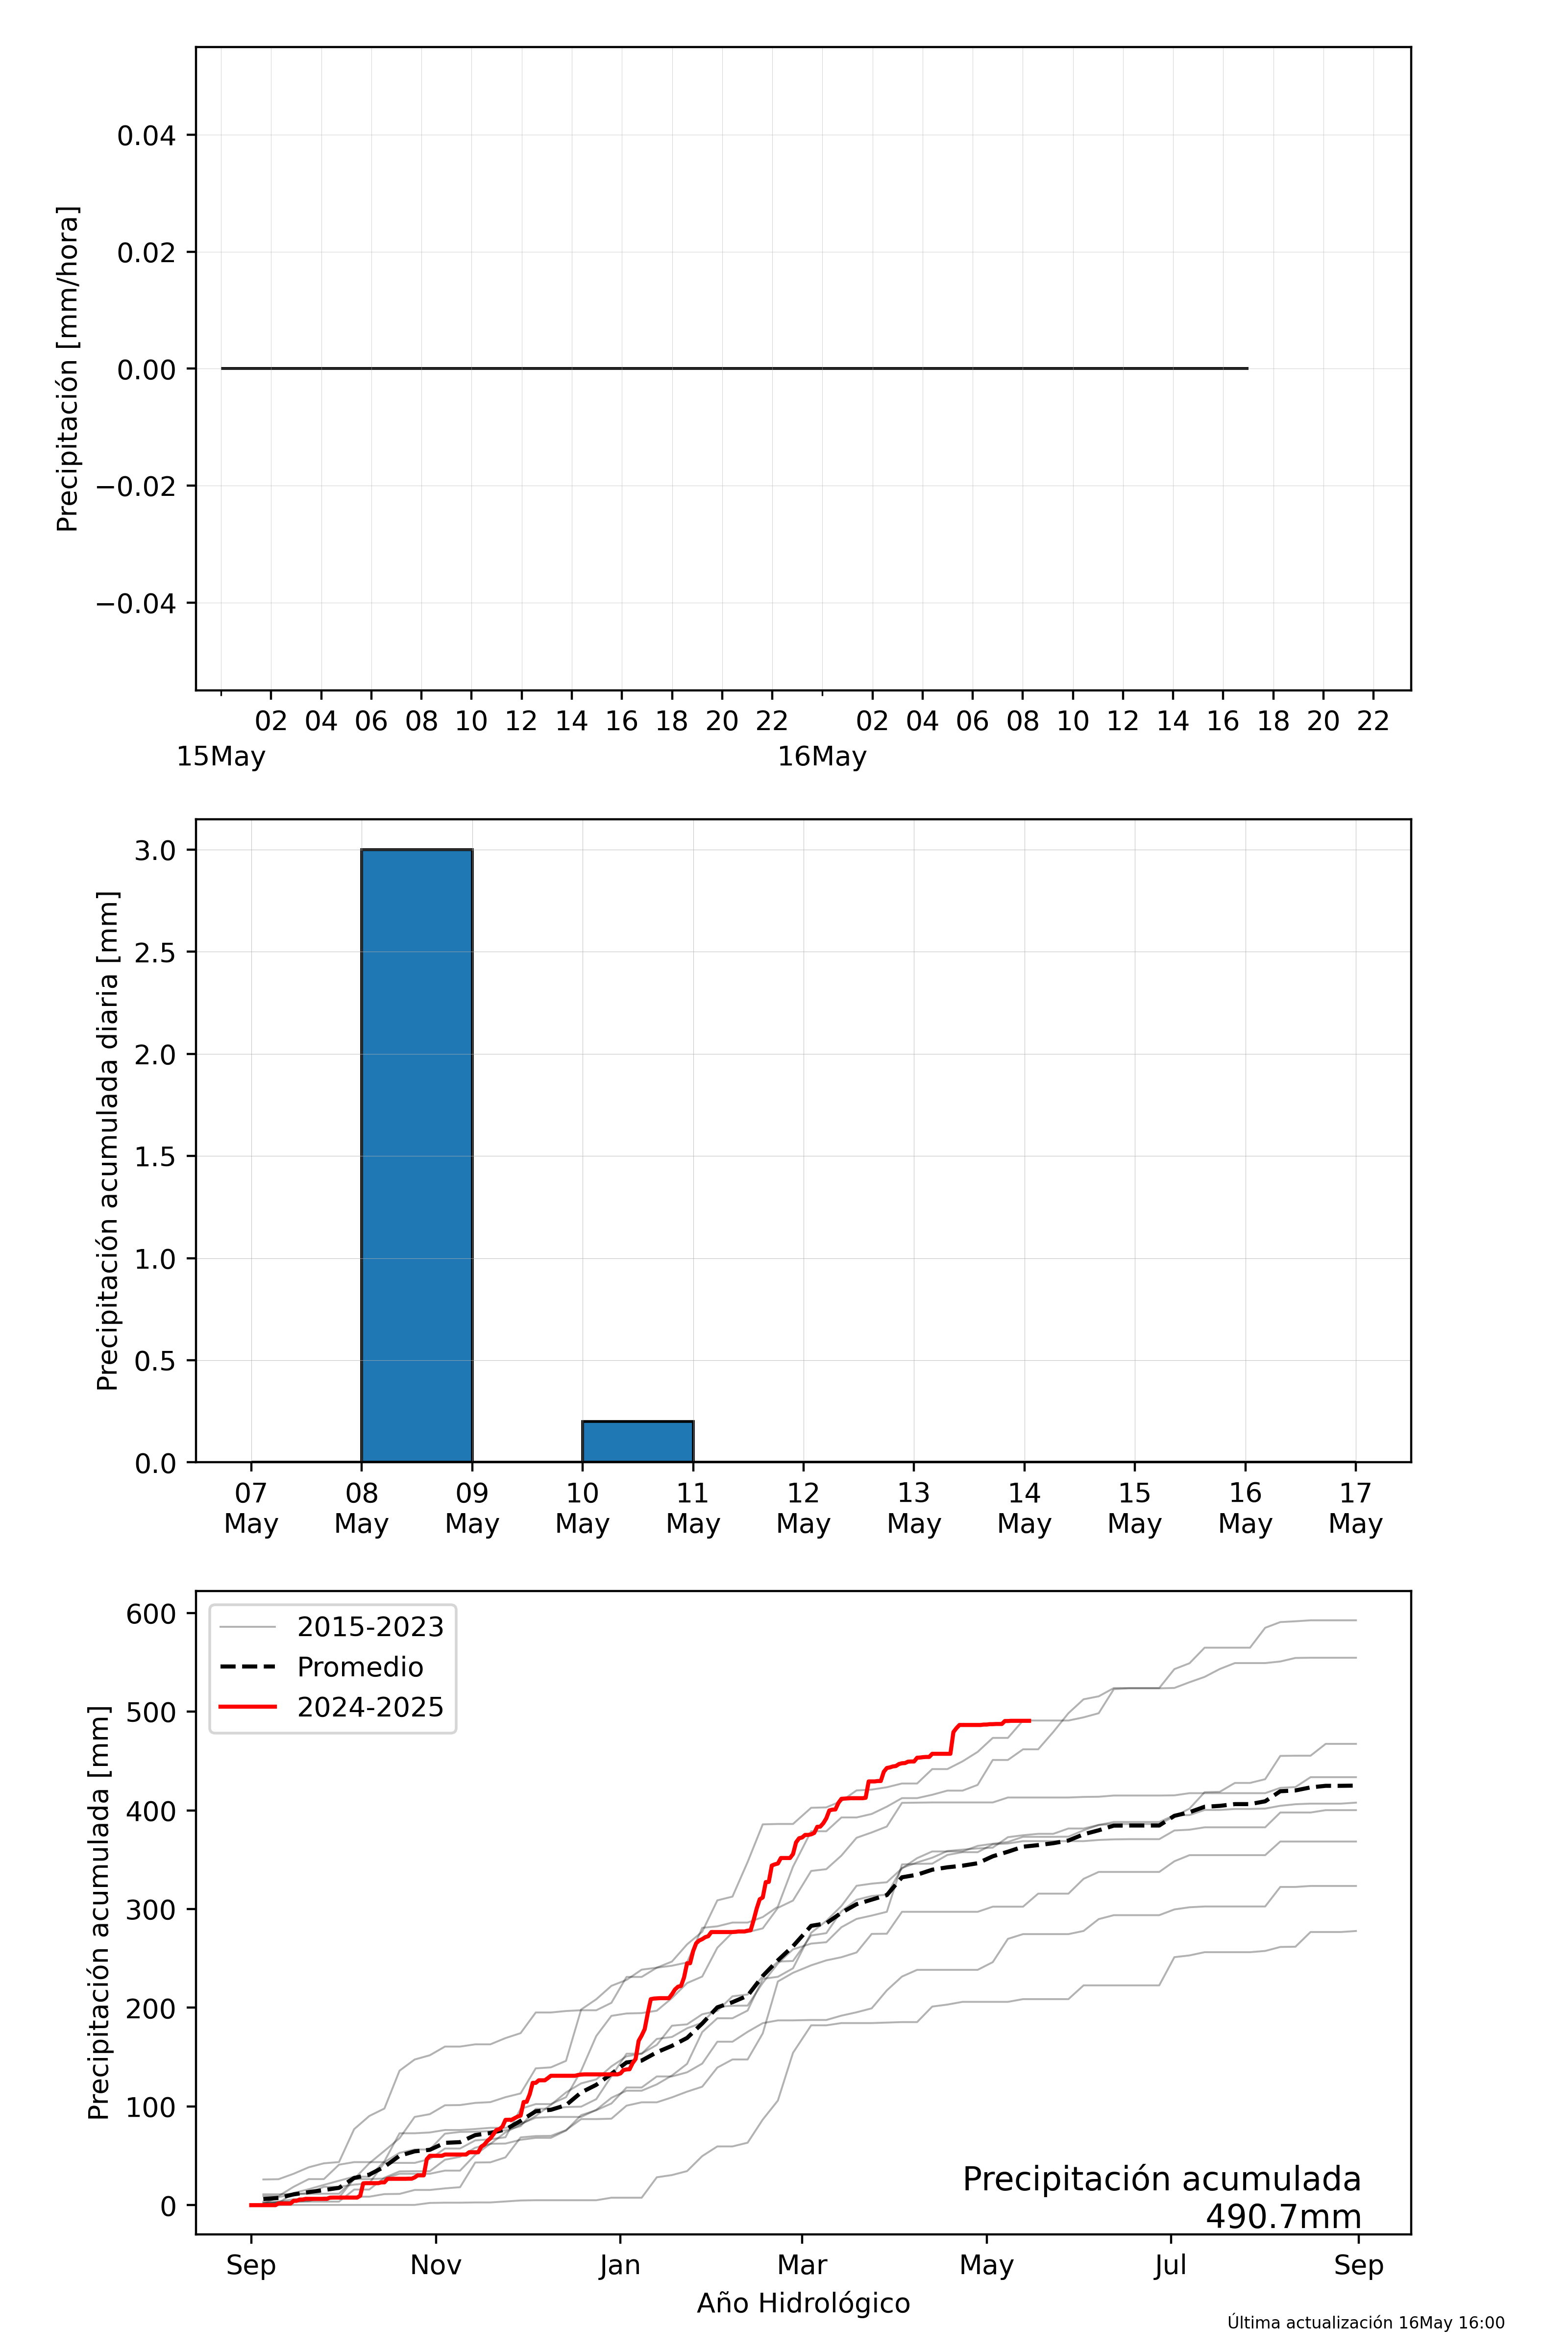 Precipitación [mm/hora]
0.04
0.02
0.00
−0.02
−0.04
02 04 06 08 10 12 14 16 18 20 22 02 04 06 08 10 12 14 16 18 20 22
15May 16May
Precipitación acumulada diaria [mm]
3.0
2.5
2.0
1.5
1.0
0.5
0.0
07 08 09 10 11 12 13 14 15 16 17
May May May May May May May May May May May
Precipitación acumulada [mm]
600
500
400
300
200
100
0
2015-2023
Promedio
2024-2025
Precipitación acumulada
490.7mm
Sep Nov Jan Mar May Jul Sep
Año Hidrológico
Última actualización 16May 16:00